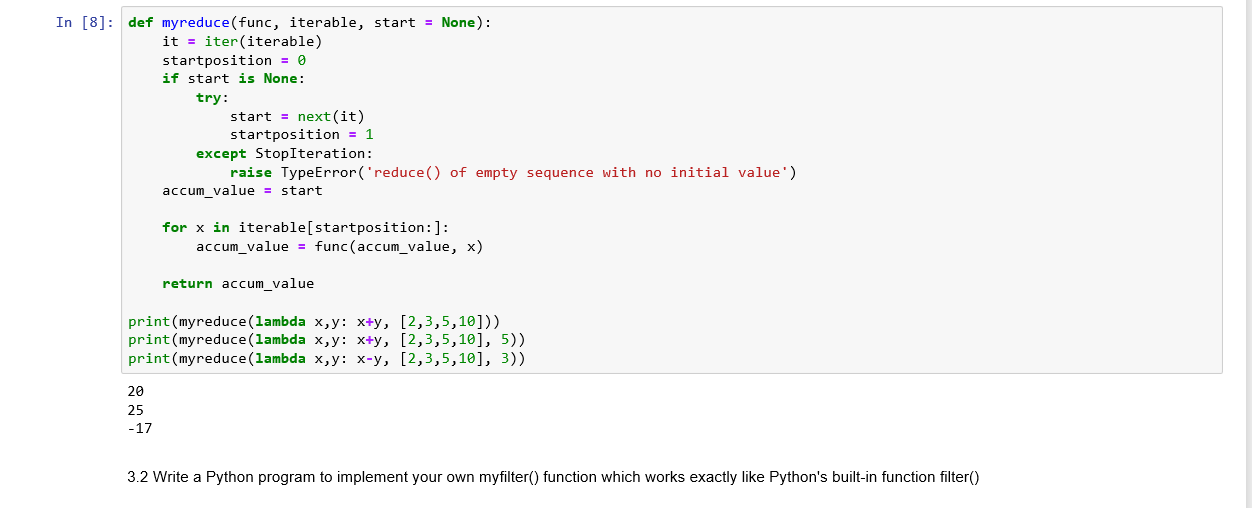 In [8]: def myreduce(func, iterable, start = None):
    it = iter(iterable)
    startposition = 0
    if start is None:
        try:
            start = next(it)
            startposition = 1
        except StopIteration:
            raise TypeError('reduce() of empty sequence with no initial value')
    accum_value = start
    for x in iterable[startposition:]:
        accum_value = func(accum_value, x)
    return accum_value
print(myreduce(lambda x,y: x+y, [2,3,5,10]))
print(myreduce(lambda x,y: x+y, [2,3,5,10], 5))
print(myreduce(lambda x,y: x-y, [2,3,5,10], 3))
20
25
-17
3.2 Write a Python program to implement your own myfilter() function which works exactly like Python's built-in function filter()